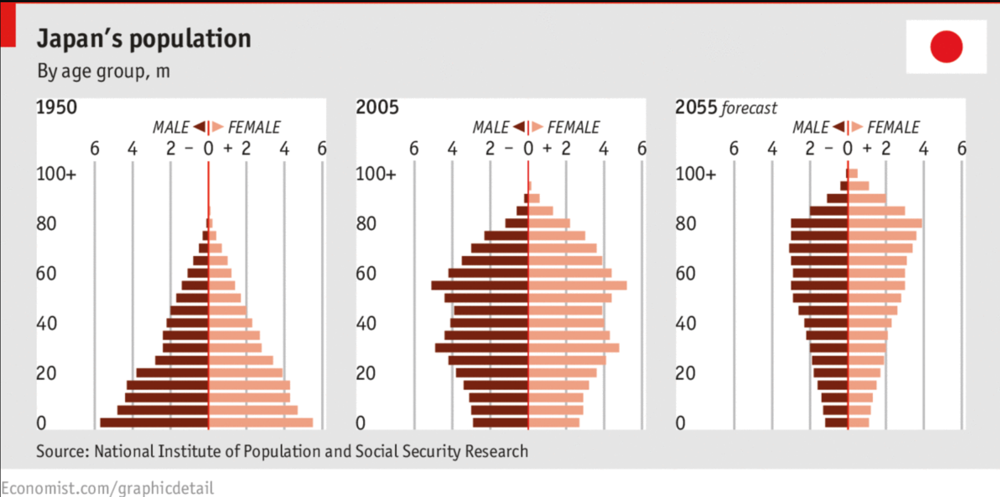 Japan's population
By age group, m
1950
MALE FEMALE
6 4 2 – 0 + 2 4 6
100+
80
60
40
20
0
2005
MALE FEMALE
6 4 2 – 0 + 2 4 6
100+
80
60
40
20
0
2055 forecast
MALE FEMALE
6 4 2 – 0 + 2 4 6
100+
80
60
40
20
0
Source: National Institute of Population and Social Security Research
Economist.com/graphicdetail